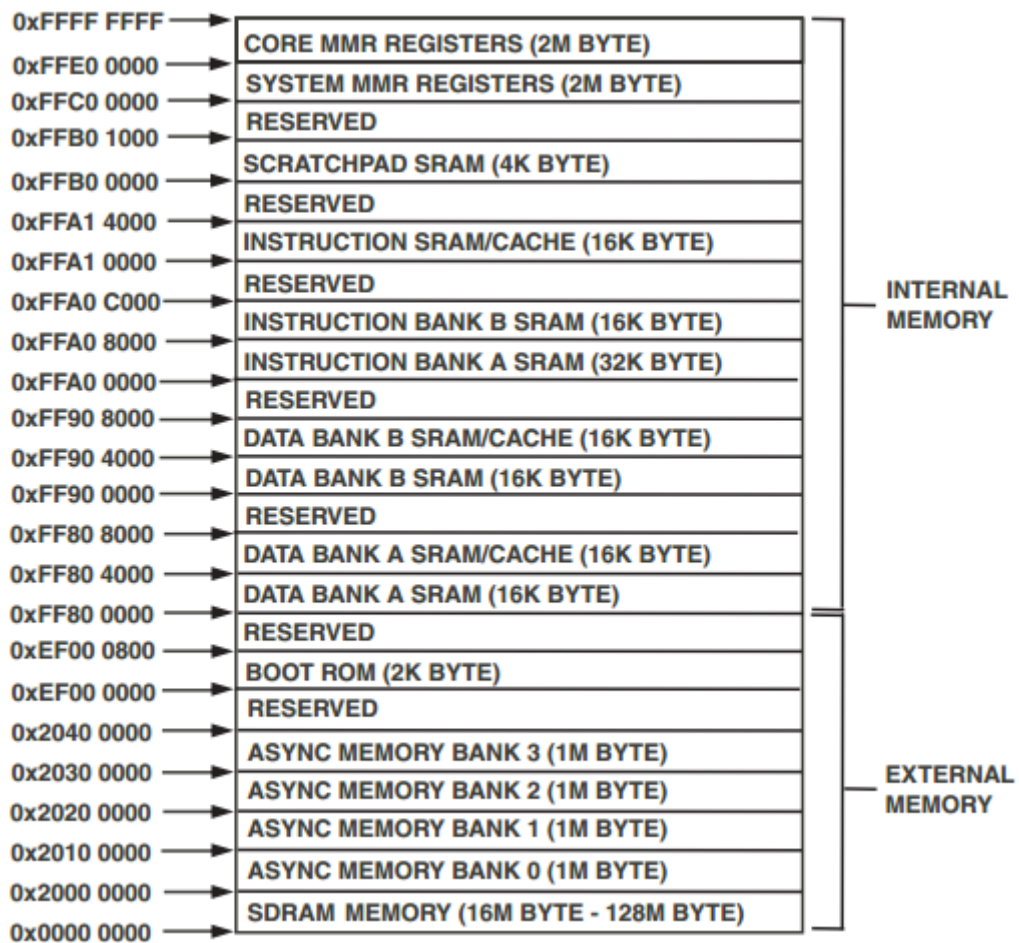 0xFFFF FFFF
CORE MMR REGISTERS (2M BYTE)
0xFFE0 0000
SYSTEM MMR REGISTERS (2M BYTE)
0xFFC0 0000
RESERVED
0xFFB0 1000
SCRATCHPAD SRAM (4K BYTE)
0xFFB0 0000
RESERVED
0xFFA1 4000
INSTRUCTION SRAM/CACHE (16K BYTE)
0xFFA1 0000
RESERVED
0xFFA0 C000
INSTRUCTION BANK B SRAM (16K BYTE)
0xFFA0 8000
INSTRUCTION BANK A SRAM (32K BYTE)
0xFFA0 0000
RESERVED
0xFF90 8000
DATA BANK B SRAM/CACHE (16K BYTE)
0xFF90 4000
DATA BANK B SRAM (16K BYTE)
0xFF90 0000
RESERVED
0xFF80 8000
DATA BANK A SRAM/CACHE (16K BYTE)
0xFF80 4000
DATA BANK A SRAM (16K BYTE)
0xFF80 0000
RESERVED
0xEF00 0800
BOOT ROM (2K BYTE)
0xEF00 0000
RESERVED
0x2040 0000
ASYNC MEMORY BANK 3 (1M BYTE)
0x2030 0000
ASYNC MEMORY BANK 2 (1M BYTE)
0x2020 0000
ASYNC MEMORY BANK 1 (1M BYTE)
0x2010 0000
ASYNC MEMORY BANK 0 (1M BYTE)
0x2000 0000
SDRAM MEMORY (16M BYTE - 128M BYTE)
0x0000 0000
INTERNAL
MEMORY
EXTERNAL
MEMORY